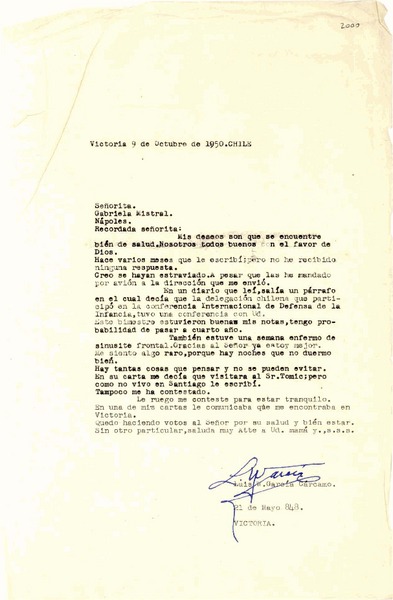 2000
Victoria 9 de Octubre de 1950.CHILE
Señorita.
Gabriela Mistral.
Nápoles.
Recordada señorita:
Mis deseos son que se encuentre
bién de salud,Nosotros todos buenos en el favor de
Dios.
Hace varios meses que le escribí;pero no he recibido
ninguna respuesta.
Creo se hayan estraviado.A pesar que las he mandado
por avión a la dirección que me envió.
En un diario que leí,salía un párrafo
en el cual decía que la delegación chilena que parti-
cipó en la conferencia Internacional de Defensa de la
Infancia,tuvo una conferencia con Ud.
Este bimestre estuvieron buenas mis notas,tengo pro-
babilidad de pasar a cuarto año.
También estuve una semana enfermo de
sinusite frontal.Gracias al Señor ya estoy mejor.
Me siento algo raro,porque hay noches que no duermo
bien.
Hay tantas cosas que pensar y no se pueden evitar.
En su carta me decía que visitara al Sr.Tomic;pero
como no vivo en Santiago le escribí.
Tampoco me ha contestado.
Le ruego me conteste para estar tranquilo.
En una de mis cartas le comunicaba que me encontraba en
Victoria.
Quedo haciendo votos al Señor por su salud y bién estar.
Sin otro particular,saluda muy Atte a Ud. mamá y.,s.s.s.
L. García
Luis García Cárcamo.
21 de Mayo 848.
VICTORIA.